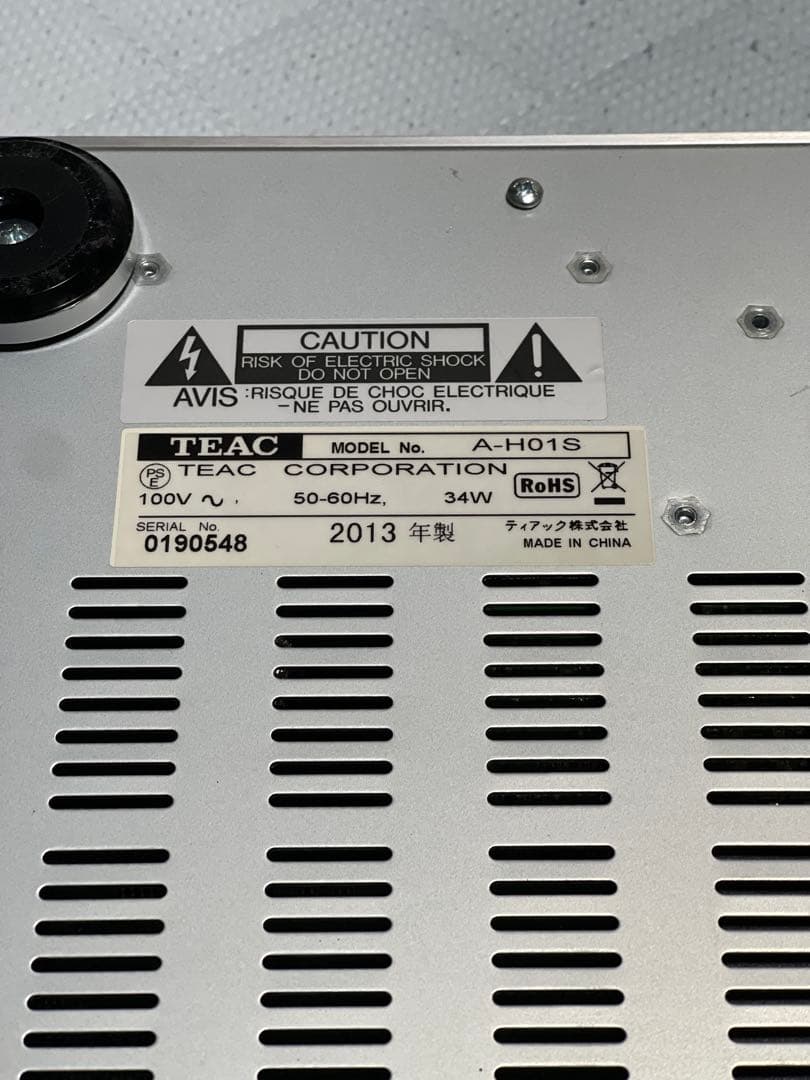 CAUTION
RISK OF ELECTRIC SHOCK
DO NOT OPEN
AVIS :RISQUE DE CHOC ELECTRIQUE
-NE PAS OUVRIR.
TEAC MODEL No. A-H01S
PSE TEAC CORPORATION
100V ～ , 50-60Hz, 34W RoHS
SERIAL No.
0190548
2013 年製
ティアック株式会社
MADE IN CHINA